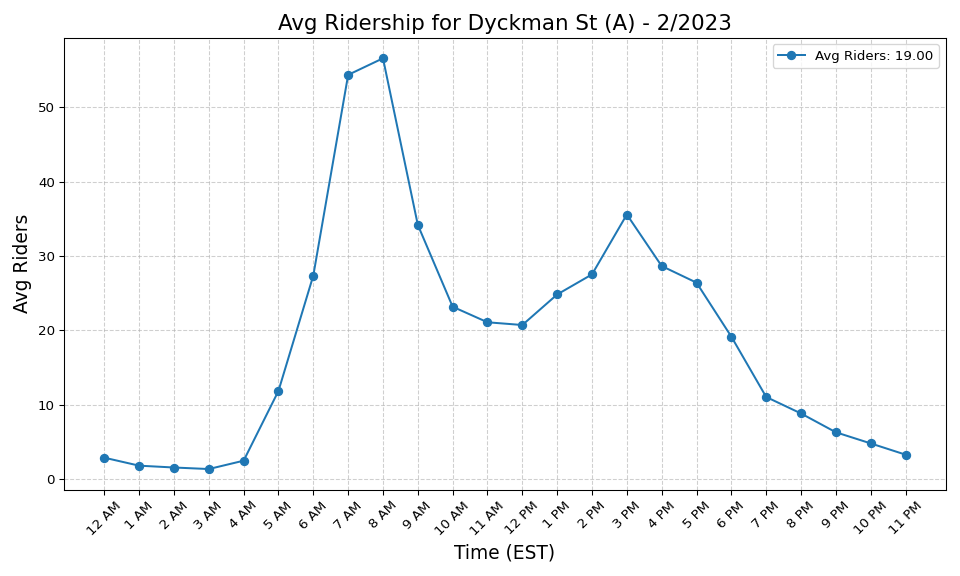 Avg Ridership for Dyckman St (A) - 2/2023
Avg Riders: 19.00
Avg Riders
50
40
30
20
10
0
12 AM
1 AM
2 AM
3 AM
4 AM
5 AM
6 AM
7 AM
8 AM
9 AM
10 AM
11 AM
12 PM
1 PM
2 PM
3 PM
4 PM
5 PM
6 PM
7 PM
8 PM
9 PM
10 PM
11 PM
Time (EST)